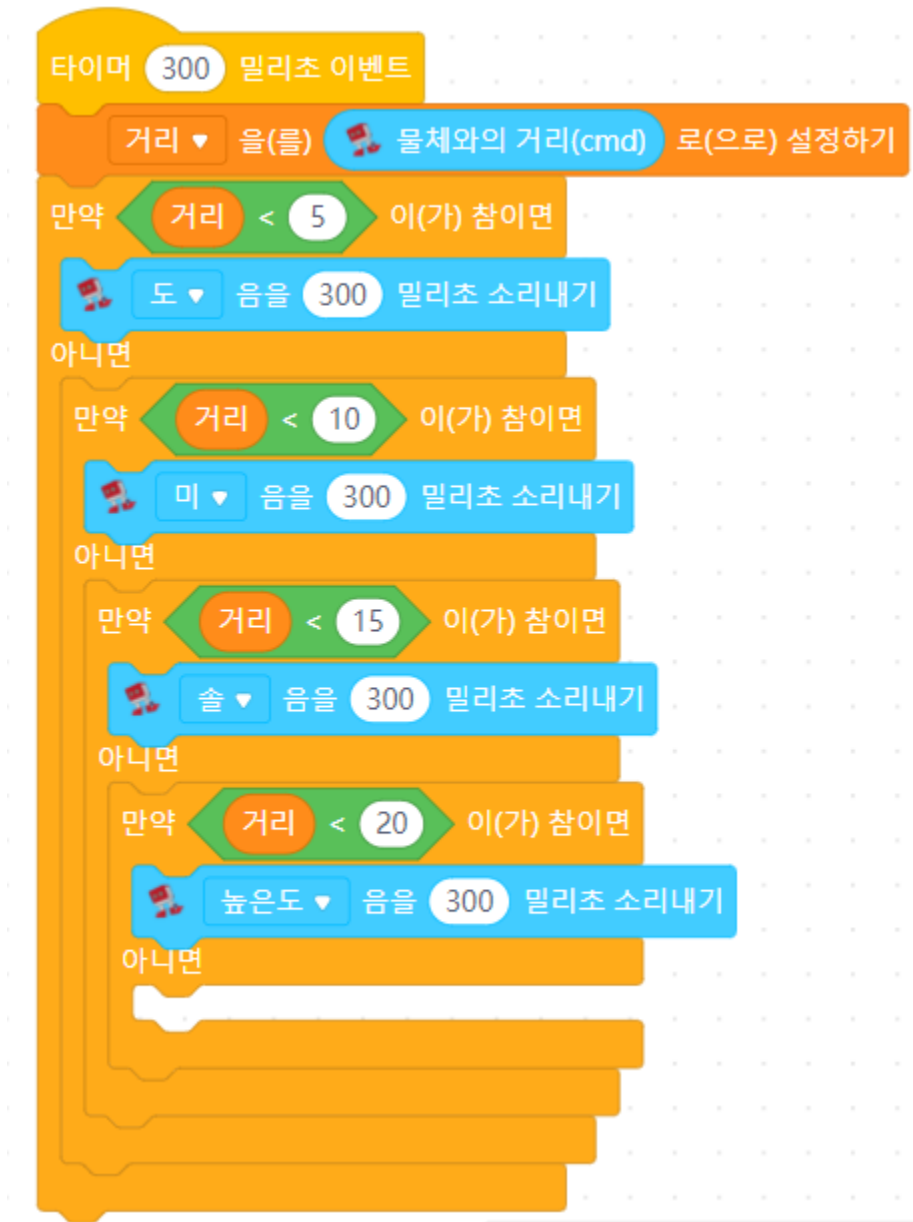 타이머 300 밀리초 이벤트
거리 을(를) 물체와의 거리(cmd) 로(으로) 설정하기
만약 거리 < 5 이(가) 참이면
도 음을 300 밀리초 소리내기
아니면
만약 거리 < 10 이(가) 참이면
미 음을 300 밀리초 소리내기
아니면
만약 거리 < 15 이(가) 참이면
솔 음을 300 밀리초 소리내기
아니면
만약 거리 < 20 이(가) 참이면
높은도 음을 300 밀리초 소리내기
아니면